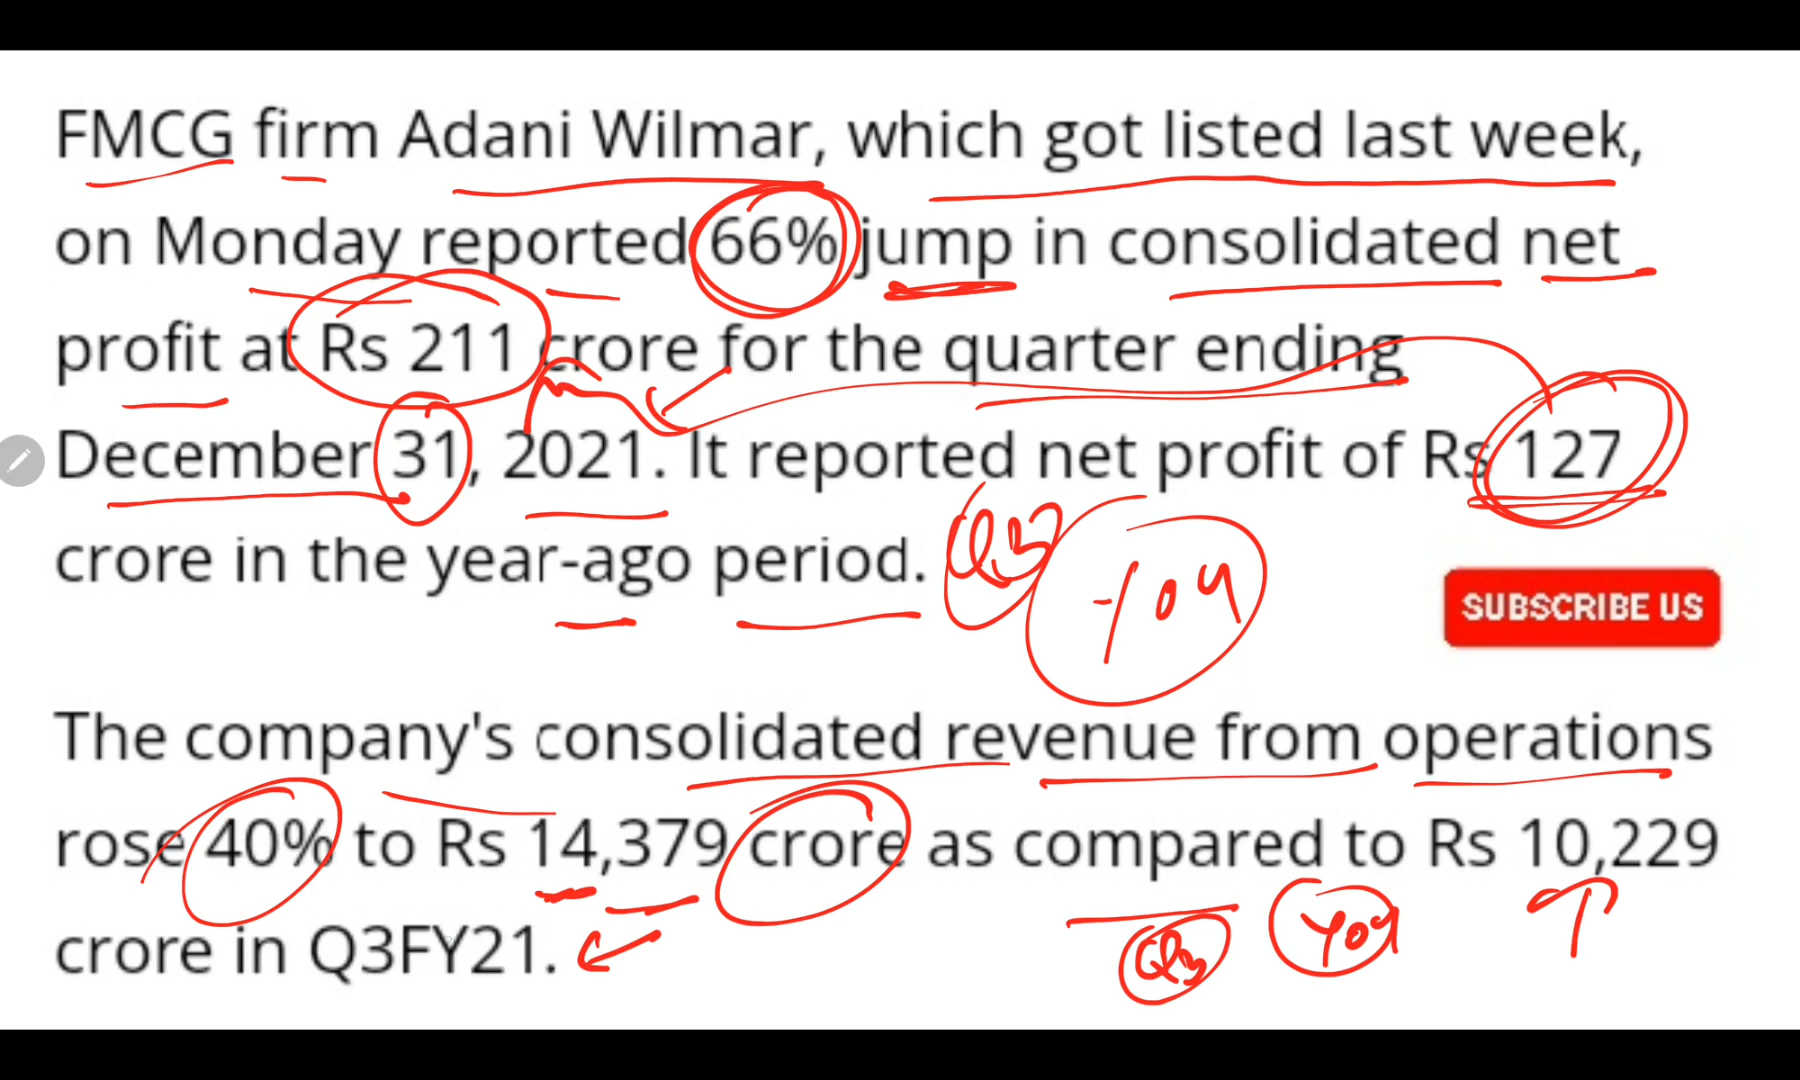 FMCG firm Adani Wilmar, which got listed last week,
on Monday reported 66% jump in consolidated net
profit at Rs 211 crore for the quarter ending
December 31, 2021. It reported net profit of Rs 127
crore in the year-ago period. Q3 YoY
SUBSCRIBE US
The company's consolidated revenue from operations
rose 40% to Rs 14,379 crore as compared to Rs 10,229
crore in Q3FY21. Q3 YoY